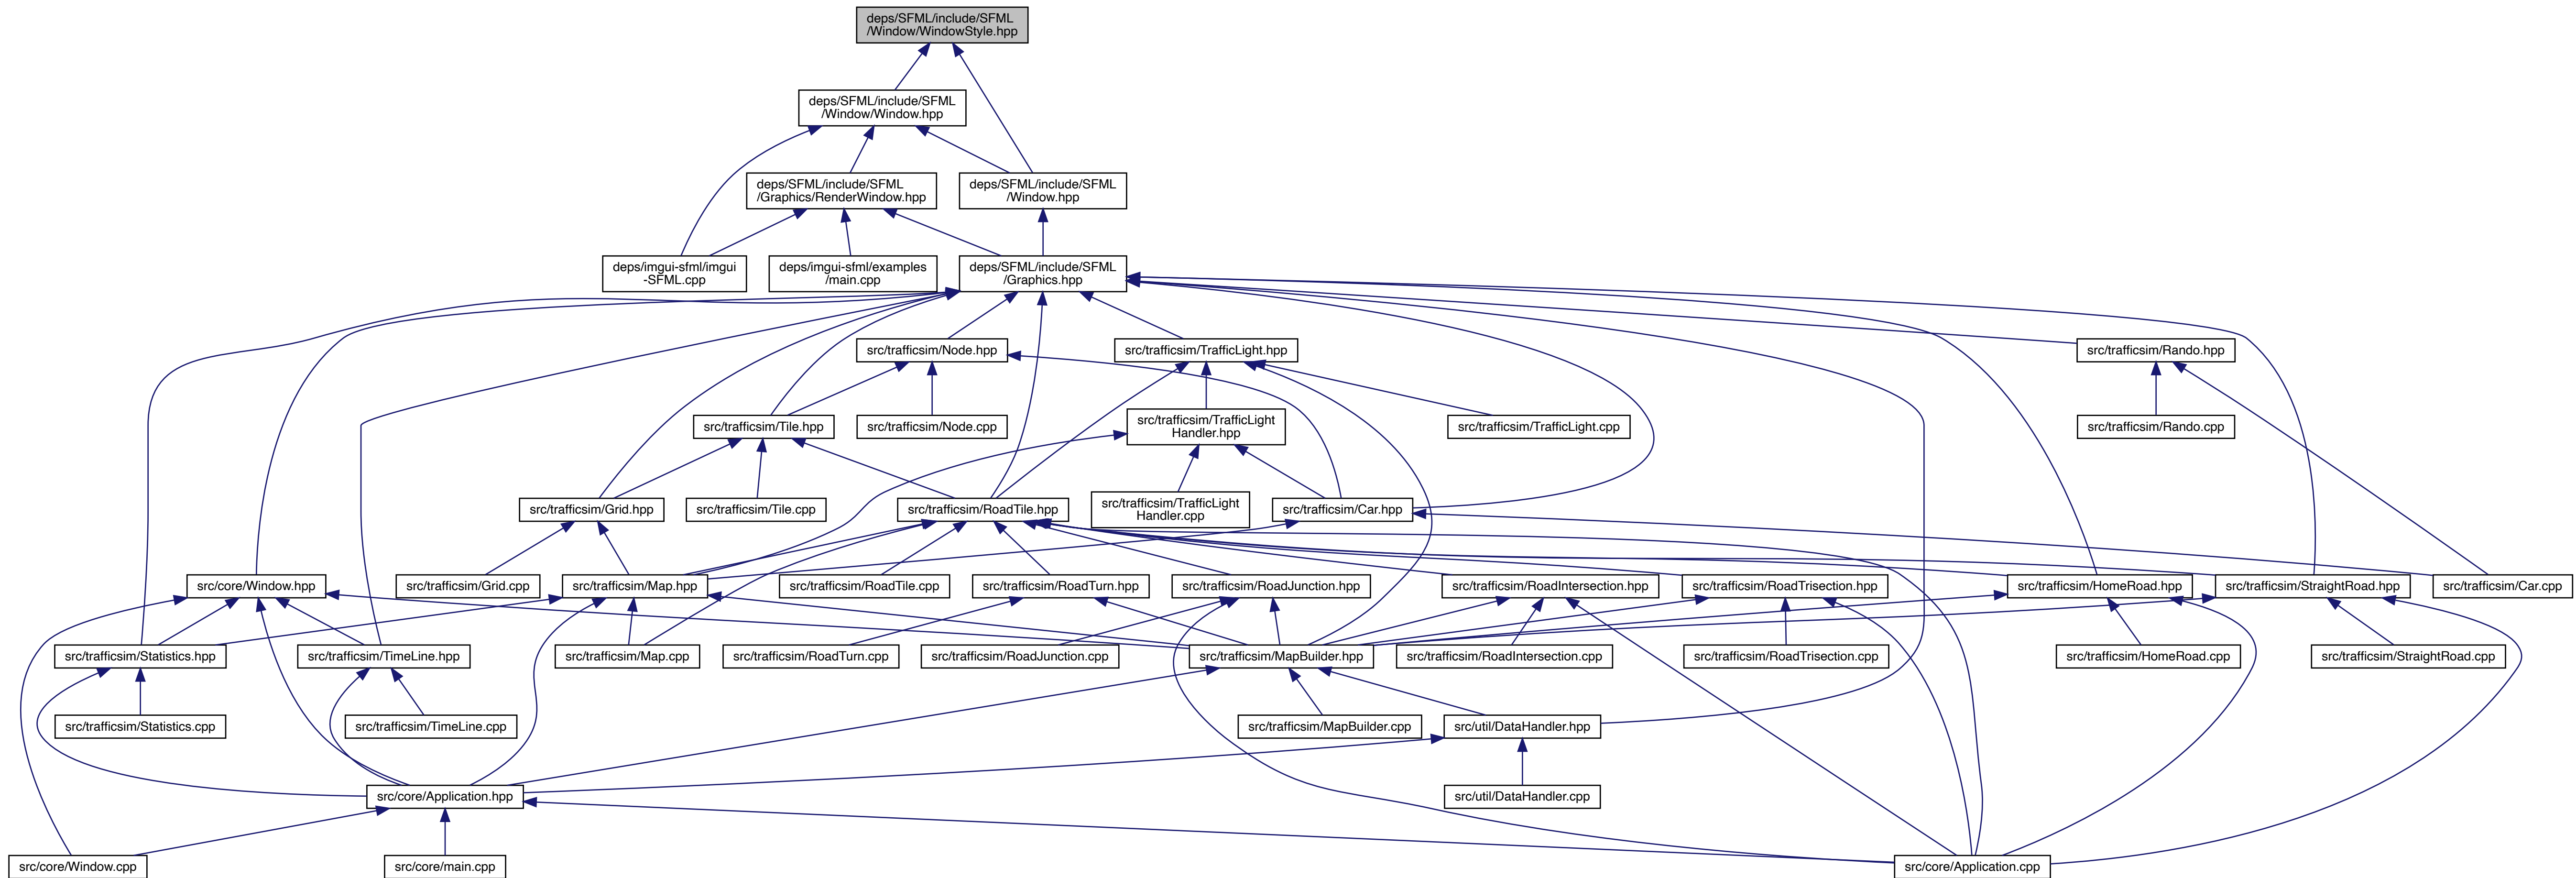 deps/SFML/include/SFML
/Window/WindowStyle.hpp
deps/SFML/include/SFML
/Window/Window.hpp
deps/SFML/include/SFML
/Graphics/RenderWindow.hpp
deps/SFML/include/SFML
/Window.hpp
deps/imgui-sfml/imgui
-SFML.cpp
deps/imgui-sfml/examples
/main.cpp
deps/SFML/include/SFML
/Graphics.hpp
src/trafficsim/Node.hpp
src/trafficsim/TrafficLight.hpp
src/trafficsim/Rando.hpp
src/trafficsim/Tile.hpp
src/trafficsim/Node.cpp
src/trafficsim/TrafficLight
Handler.hpp
src/trafficsim/TrafficLight.cpp
src/trafficsim/Rando.cpp
src/trafficsim/Grid.hpp
src/trafficsim/Tile.cpp
src/trafficsim/RoadTile.hpp
src/trafficsim/TrafficLight
Handler.cpp
src/trafficsim/Car.hpp
src/core/Window.hpp
src/trafficsim/Grid.cpp
src/trafficsim/Map.hpp
src/trafficsim/RoadTile.cpp
src/trafficsim/RoadTurn.hpp
src/trafficsim/RoadJunction.hpp
src/trafficsim/RoadIntersection.hpp
src/trafficsim/RoadTrisection.hpp
src/trafficsim/HomeRoad.hpp
src/trafficsim/StraightRoad.hpp
src/trafficsim/Car.cpp
src/trafficsim/Statistics.hpp
src/trafficsim/TimeLine.hpp
src/trafficsim/Map.cpp
src/trafficsim/RoadTurn.cpp
src/trafficsim/RoadJunction.cpp
src/trafficsim/MapBuilder.hpp
src/trafficsim/RoadIntersection.cpp
src/trafficsim/RoadTrisection.cpp
src/trafficsim/HomeRoad.cpp
src/trafficsim/StraightRoad.cpp
src/trafficsim/Statistics.cpp
src/trafficsim/TimeLine.cpp
src/trafficsim/MapBuilder.cpp
src/util/DataHandler.hpp
src/core/Application.hpp
src/util/DataHandler.cpp
src/core/Window.cpp
src/core/main.cpp
src/core/Application.cpp